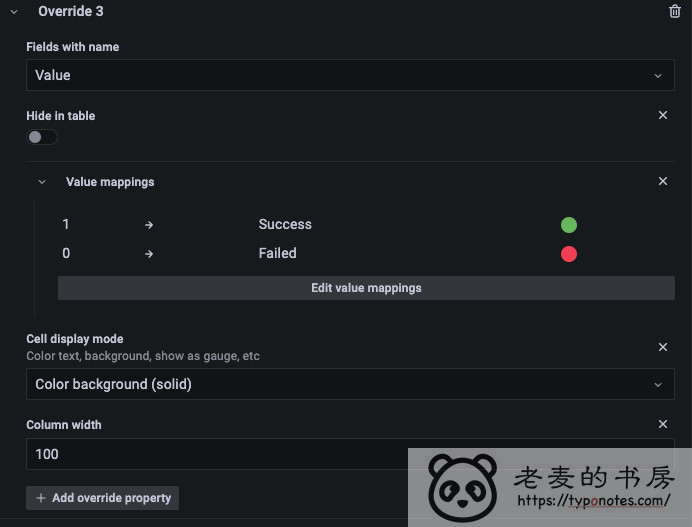 Override 3
Fields with name
Value
Hide in table
Value mappings
1 → Success
0 → Failed
Edit value mappings
Cell display mode
Color text, background, show as gauge, etc
Color background (solid)
Column width
100
+ Add override property
老麦的书房
https://typonotes.com/